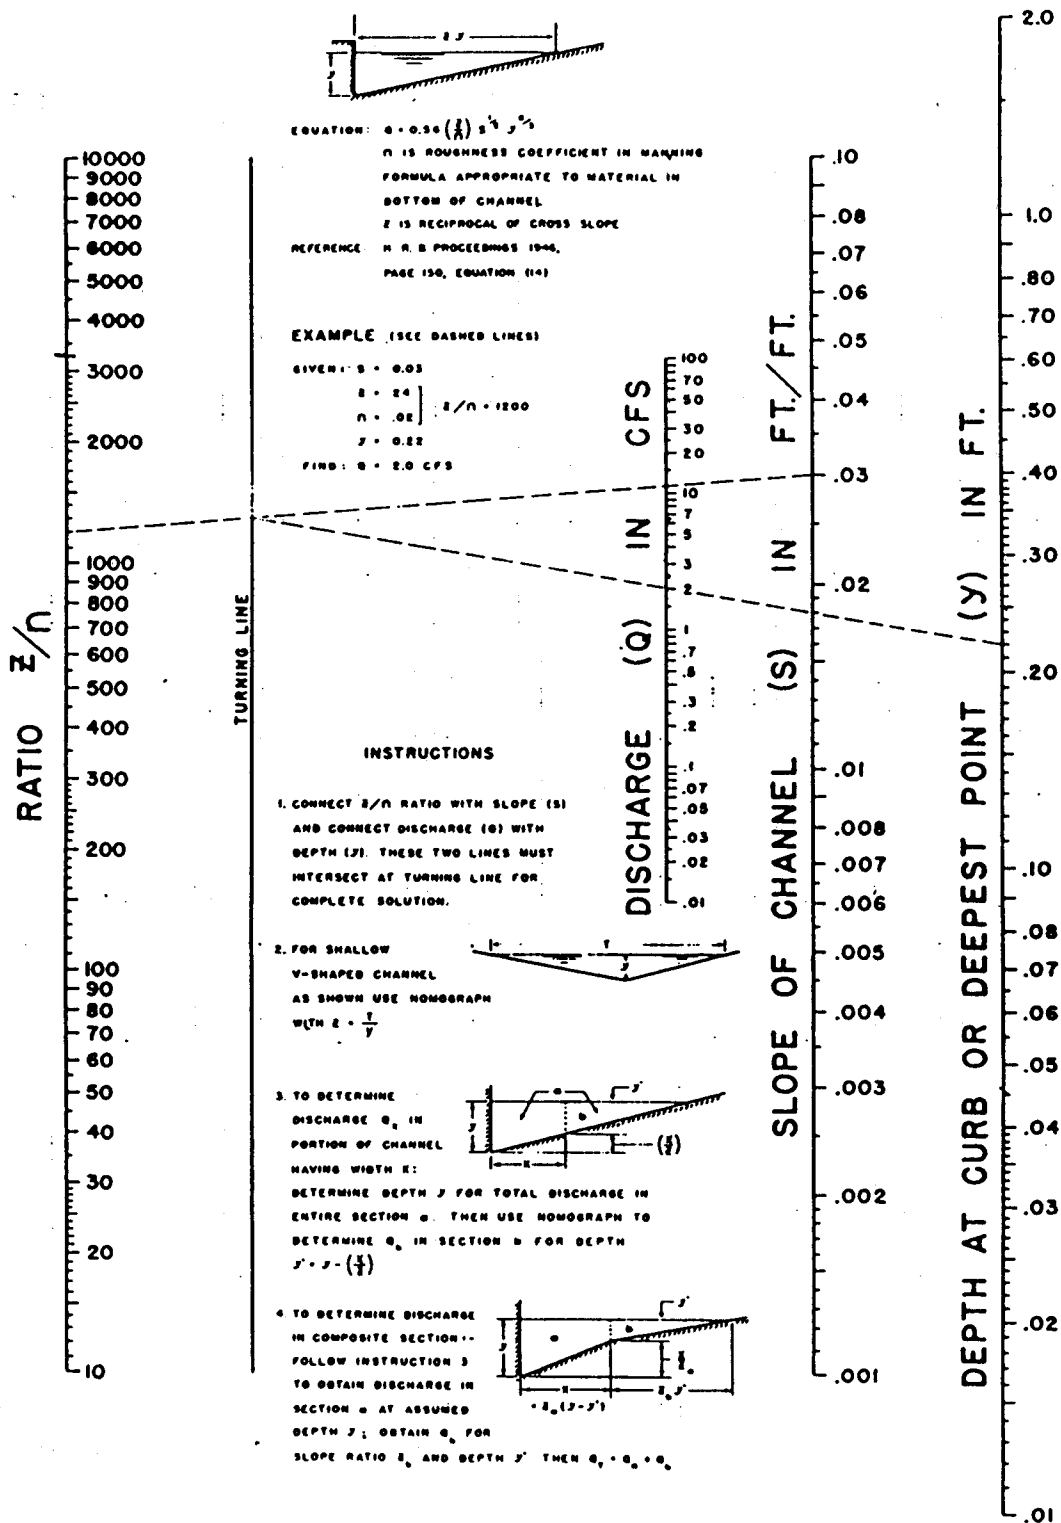 z y
y
EQUATION: Q = 0.56 (Z/n) S^1/2 y^8/3
n IS ROUGHNESS COEFFICIENT IN MANNING
FORMULA APPROPRIATE TO MATERIAL IN
BOTTOM OF CHANNEL
Z IS RECIPROCAL OF CROSS SLOPE
REFERENCE: H. R. B PROCEEDINGS 1946,
PAGE 150, EQUATION (14)
EXAMPLE (SEE DASHED LINES)
GIVEN: S = 0.03
Z = 24
n = .02
Z/n = 1200
y = 0.22
FIND: Q = 2.0 CFS
RATIO Z/n
10000
9000
8000
7000
6000
5000
4000
3000
2000
1000
900
800
700
600
500
400
300
200
100
90
80
70
60
50
40
30
20
10
TURNING LINE
INSTRUCTIONS
1. CONNECT Z/n RATIO WITH SLOPE (S)
AND CONNECT DISCHARGE (Q) WITH
DEPTH (y). THESE TWO LINES MUST
INTERSECT AT TURNING LINE FOR
COMPLETE SOLUTION.
2. FOR SHALLOW
V-SHAPED CHANNEL
AS SHOWN USE NOMOGRAPH
WITH Z = T/y
T
y
3. TO DETERMINE
DISCHARGE Qx IN
PORTION OF CHANNEL
HAVING WIDTH X:
DETERMINE DEPTH y FOR TOTAL DISCHARGE IN
ENTIRE SECTION a. THEN USE NOMOGRAPH TO
DETERMINE Qb IN SECTION b FOR DEPTH
y' = y - (x/z)
a
b
y'
y
x
(x/z)
4. TO DETERMINE DISCHARGE
IN COMPOSITE SECTION:-
FOLLOW INSTRUCTION 3
TO OBTAIN DISCHARGE IN
SECTION a AT ASSUMED
DEPTH y; OBTAIN Qb FOR
SLOPE RATIO Zb AND DEPTH y' THEN QT = Qa + Qb
a
b
y'
y
x
x/za
zb y'
= za (y-y')
DISCHARGE (Q) IN CFS
100
70
50
30
20
10
7
5
3
2
1
.7
.5
.3
.2
.1
.07
.05
.03
.02
.01
SLOPE OF CHANNEL (S) IN FT./FT.
.10
.08
.07
.06
.05
.04
.03
.02
.01
.008
.007
.006
.005
.004
.003
.002
.001
DEPTH AT CURB OR DEEPEST POINT (y) IN FT.
2.0
1.0
.80
.70
.60
.50
.40
.30
.20
.10
.08
.07
.06
.05
.04
.03
.02
.01